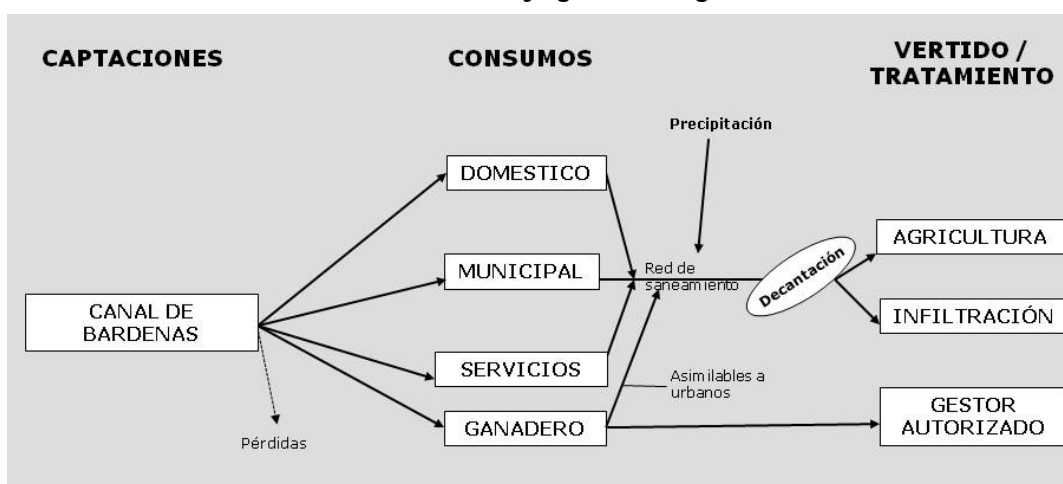 CAPTACIONES
CONSUMOS
VERTIDO /
TRATAMIENTO
Precipitación
DOMESTICO
MUNICIPAL
Red de
saneamiento
Decantación
AGRICULTURA
INFILTRACIÓN
CANAL DE
BARDENAS
SERVICIOS
Asimilables a
urbanos
GANADERO
GESTOR
AUTORIZADO
Pérdidas